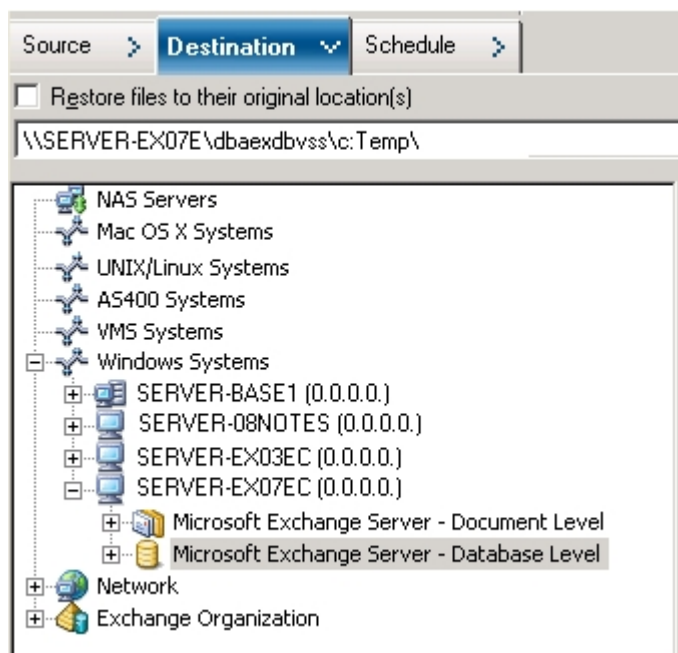 Source > Destination Schedule >
Restore files to their original location(s)
\\SERVER-EX07E\dbaexdbvss\c:Temp\
NAS Servers
Mac OS X Systems
UNIX/Linux Systems
AS400 Systems
VMS Systems
Windows Systems
SERVER-BASE1 (0.0.0.0.)
SERVER-08NOTES (0.0.0.0.)
SERVER-EX03EC (0.0.0.0.)
SERVER-EX07EC (0.0.0.0.)
Microsoft Exchange Server - Document Level
Microsoft Exchange Server - Database Level
Network
Exchange Organization